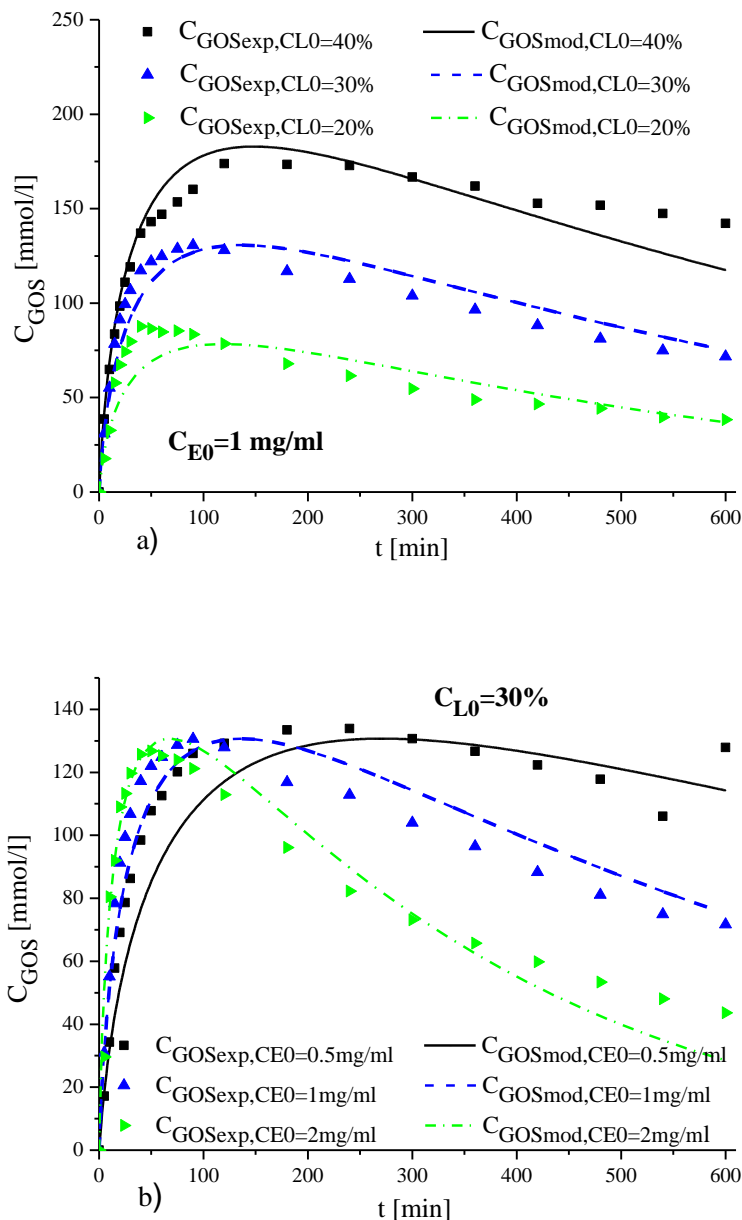 C_GOSexp,CL0=40% C_GOSmod,CL0=40%
C_GOSexp,CL0=30% C_GOSmod,CL0=30%
C_GOSexp,CL0=20% C_GOSmod,CL0=20%
250
200
150
100
50
0
C_GOS [mmol/l]
C_E0=1 mg/ml
0 100 200 300 400 500 600
a) t [min]
C_L0=30%
140
120
100
80
60
40
20
0
C_GOS [mmol/l]
C_GOSexp,CE0=0.5mg/ml C_GOSmod,CE0=0.5mg/ml
C_GOSexp,CE0=1mg/ml C_GOSmod,CE0=1mg/ml
C_GOSexp,CE0=2mg/ml C_GOSmod,CE0=2mg/ml
0 100 200 300 400 500 600
b) t [min]